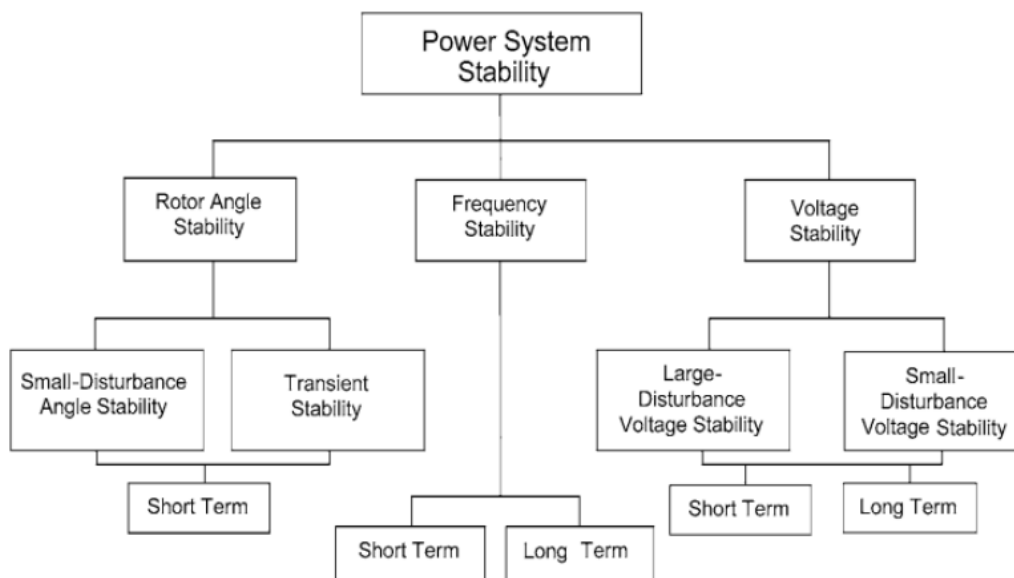 Power System
Stability
Rotor Angle
Stability
Frequency
Stability
Voltage
Stability
Small-Disturbance
Angle Stability
Transient
Stability
Large-
Disturbance
Voltage Stability
Small-
Disturbance
Voltage Stability
Short Term
Short Term
Long Term
Short Term
Long Term